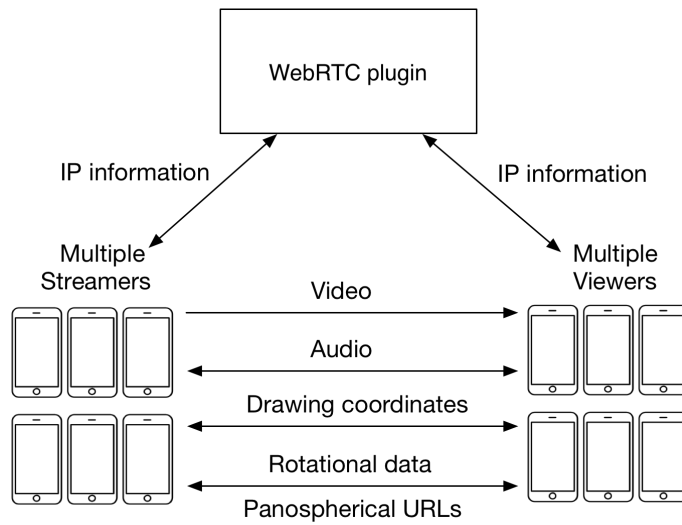 WebRTC plugin
IP information
IP information
Multiple
Streamers
Multiple
Viewers
Video
Audio
Drawing coordinates
Rotational data
Panospherical URLs